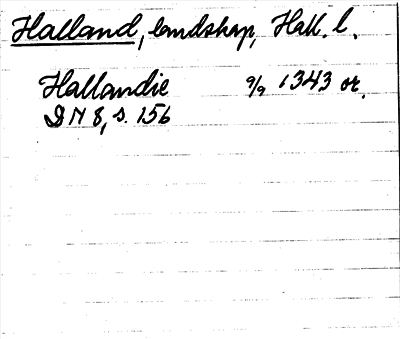 Halland, landskap, Hall. l.
Hallandie 9/9 1343 or.
DN 8, s. 156